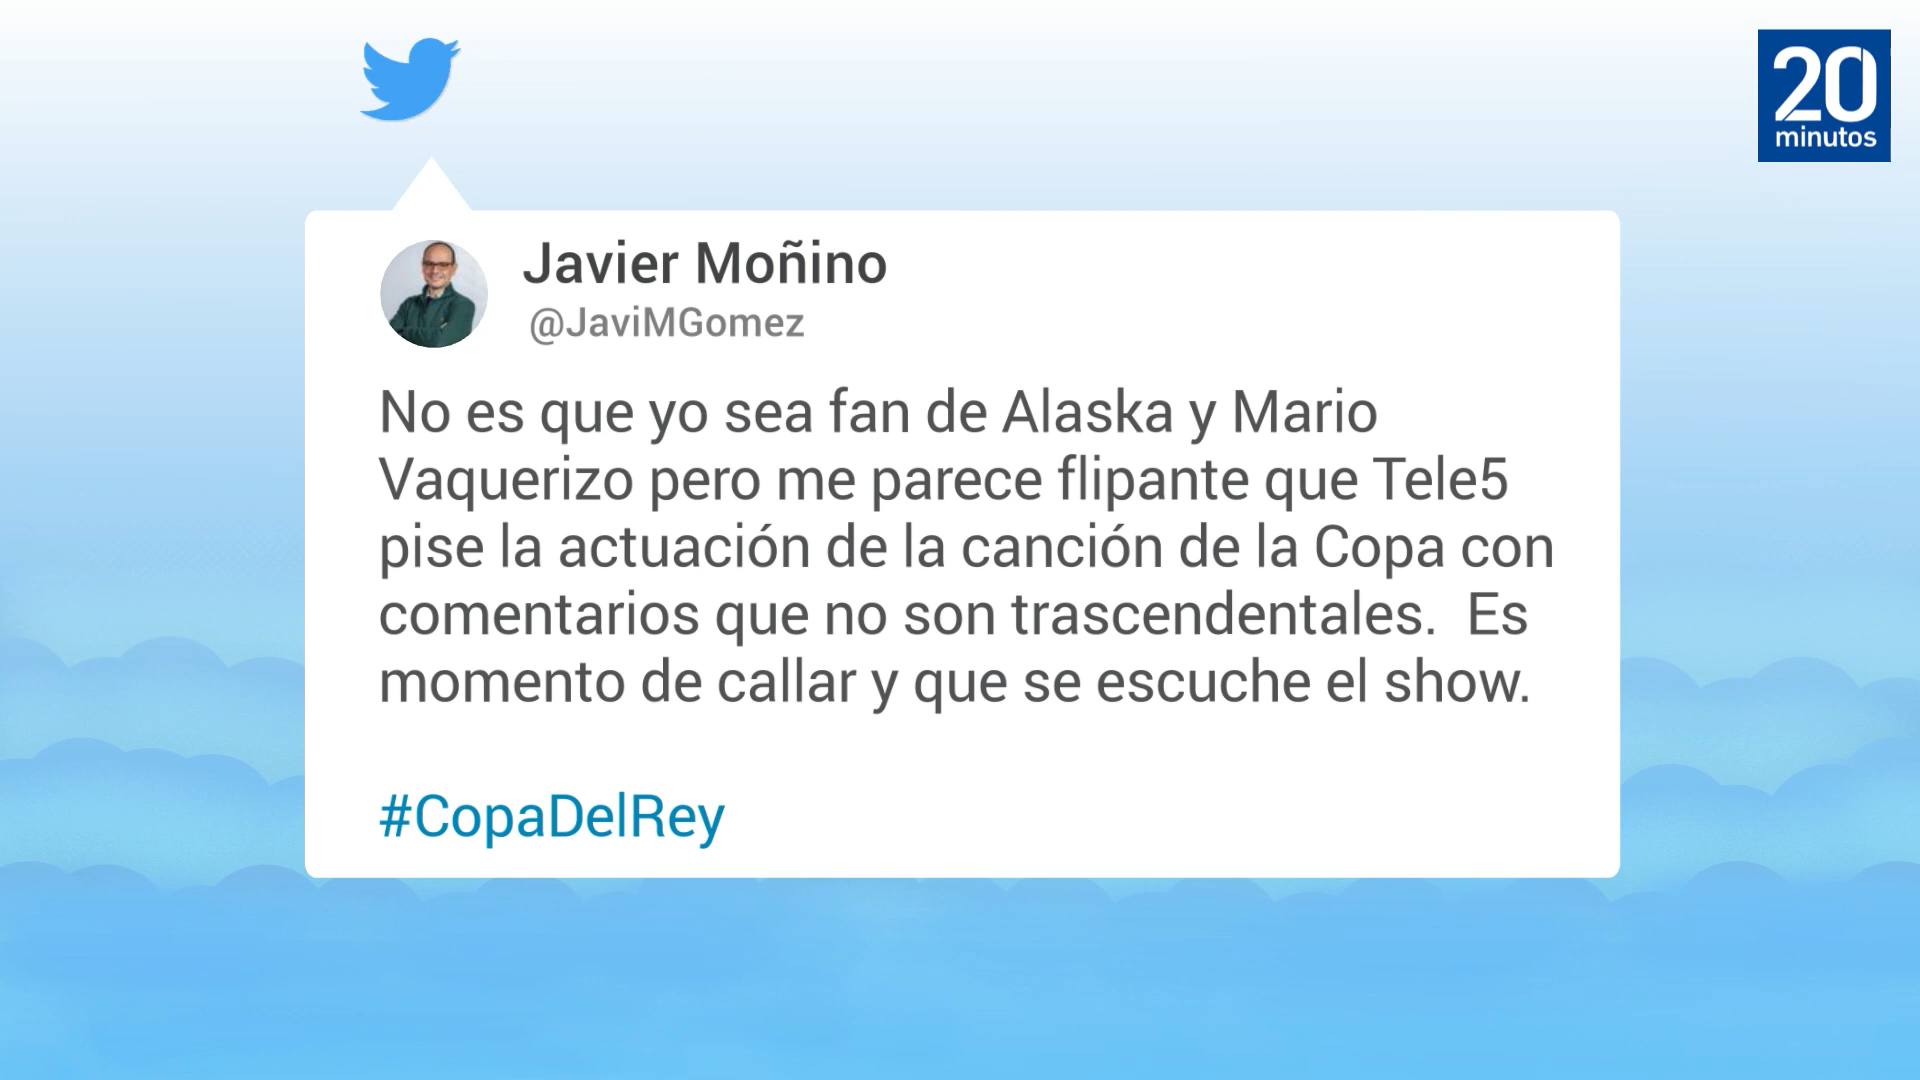 20
minutos
Javier Moñino
@JaviMGomez
No es que yo sea fan de Alaska y Mario
Vaquerizo pero me parece flipante que Tele5
pise la actuación de la canción de la Copa con
comentarios que no son trascendentales.  Es
momento de callar y que se escuche el show.
#CopaDelRey